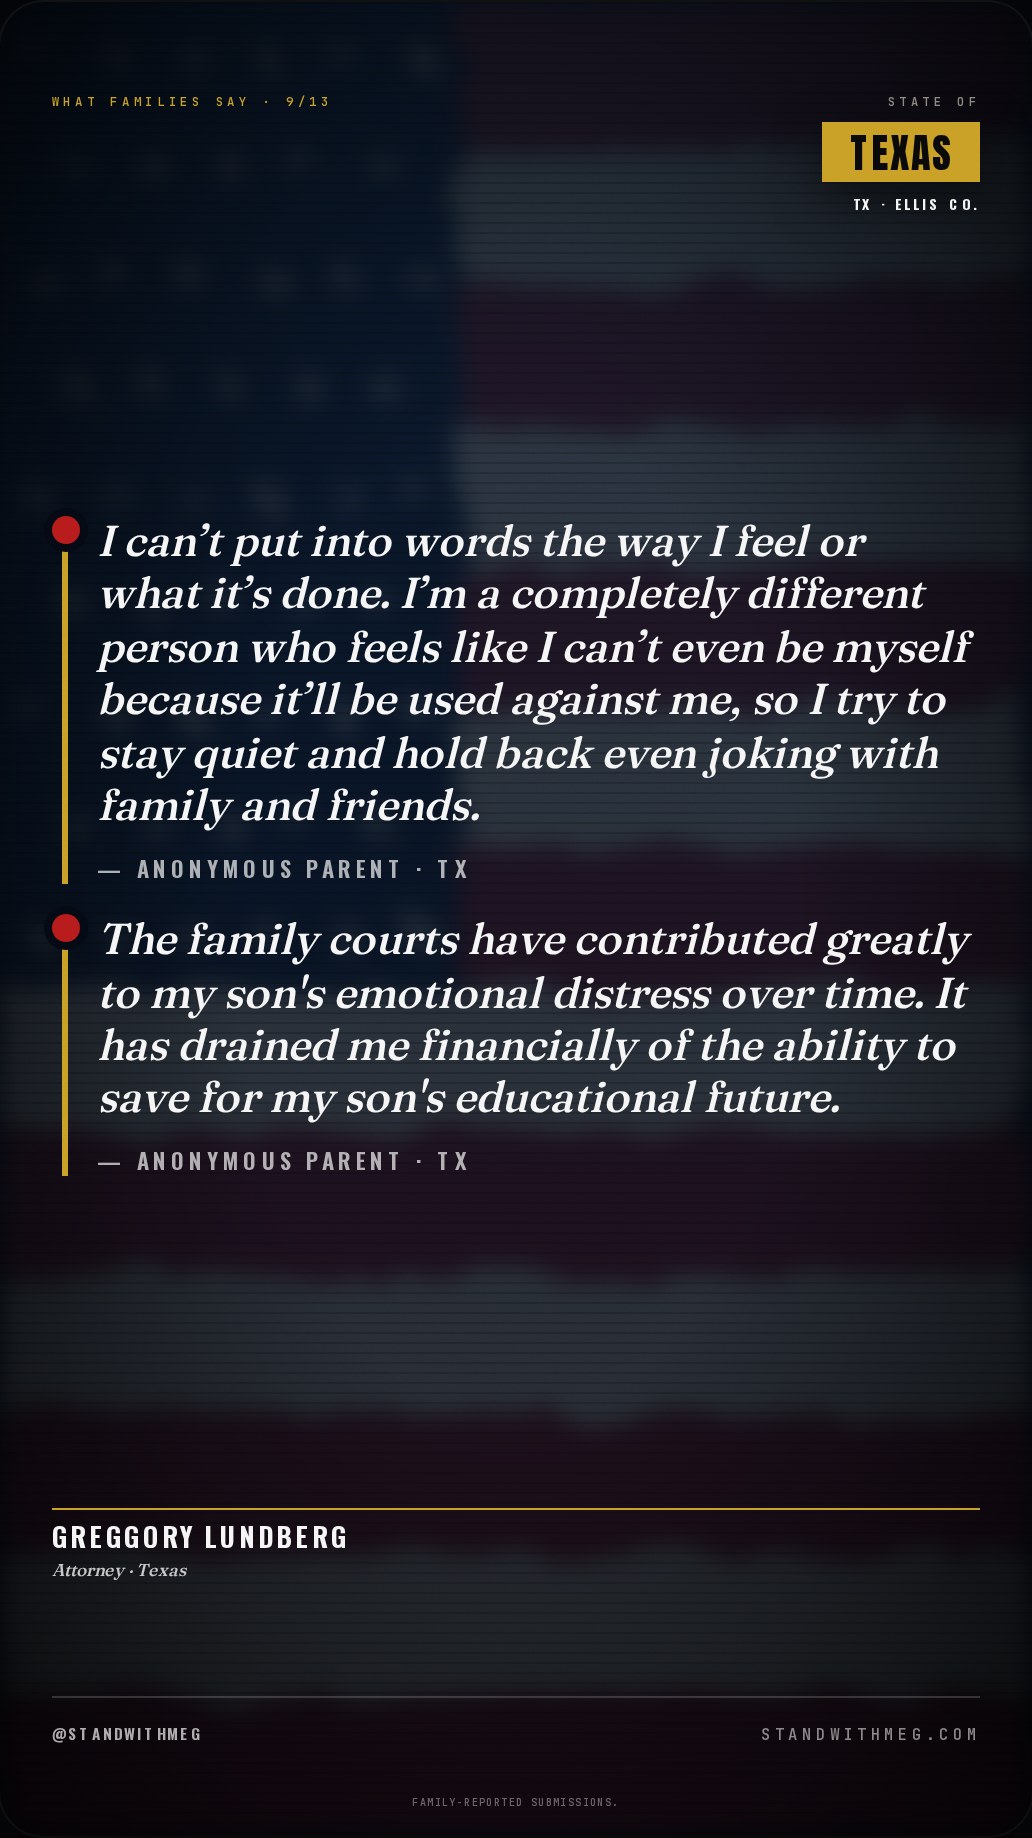 WHAT FAMILIES SAY · 9/13
STATE OF
TEXAS
TX · ELLIS CO.
I can’t put into words the way I feel or
what it’s done. I’m a completely different
person who feels like I can’t even be myself
because it’ll be used against me, so I try to
stay quiet and hold back even joking with
family and friends.
— ANONYMOUS PARENT · TX
The family courts have contributed greatly
to my son's emotional distress over time. It
has drained me financially of the ability to
save for my son's educational future.
— ANONYMOUS PARENT · TX
GREGGORY LUNDBERG
Attorney · Texas
@STANDWITHMEG
STANDWITHMEG.COM
FAMILY-REPORTED SUBMISSIONS.